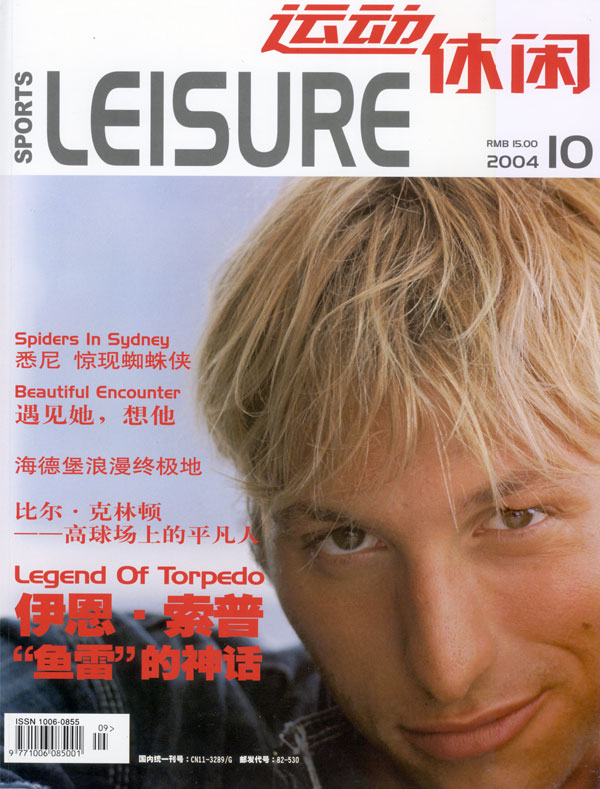 运动
休闲
SPORTS
LEISURE
RMB 15.00
2004 10
Spiders In Sydney
悉尼 惊现蜘蛛侠
Beautiful Encounter
遇见她，想他
海德堡浪漫终极地
比尔·克林顿
——高球场上的平凡人
Legend Of Torpedo
伊恩·索普
“鱼雷”的神话
ISSN 1006-0855
09>
9 771006 085001
国内统一刊号：CN11-3289/G 邮发代号：82-530